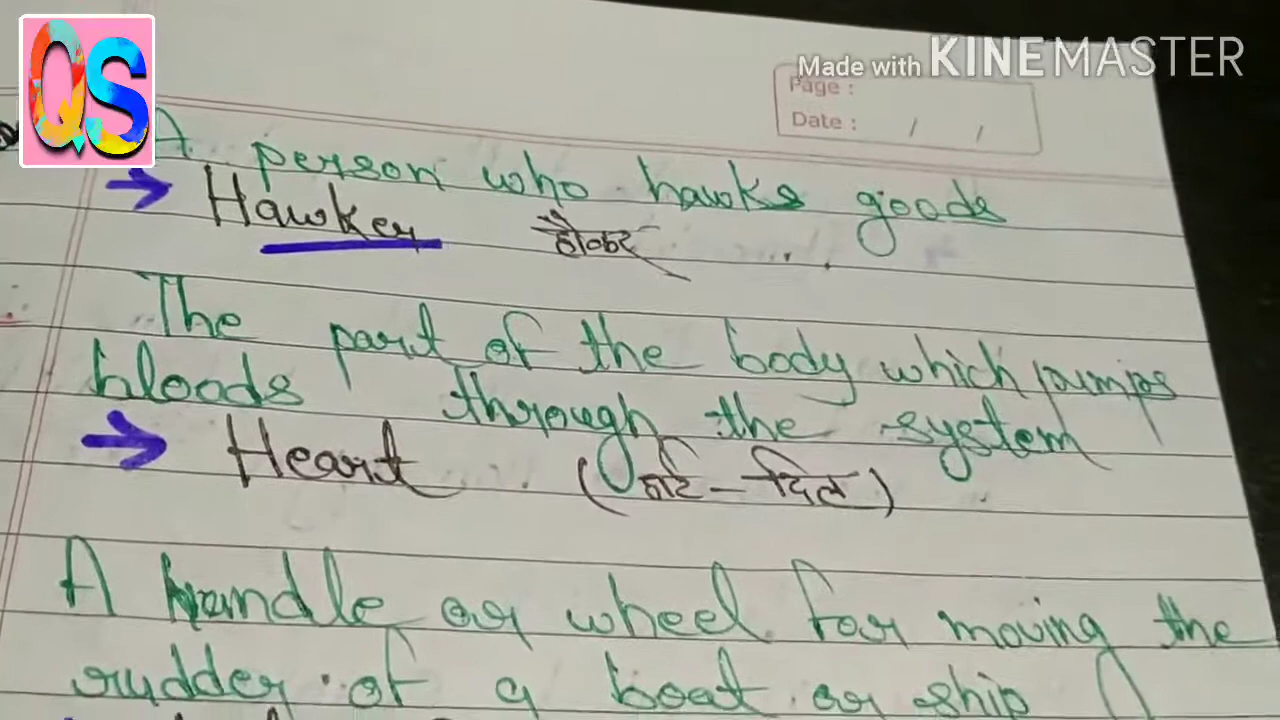 QS
Made with KINEMASTER
Page :
Date : / /
A person who hawks goods
→ Hawker हॉकर
The part of the body which pumps
bloods through the system
→ Heart (हार्ट - दिल)
A handle or wheel for moving the
rudder of a boat or ship